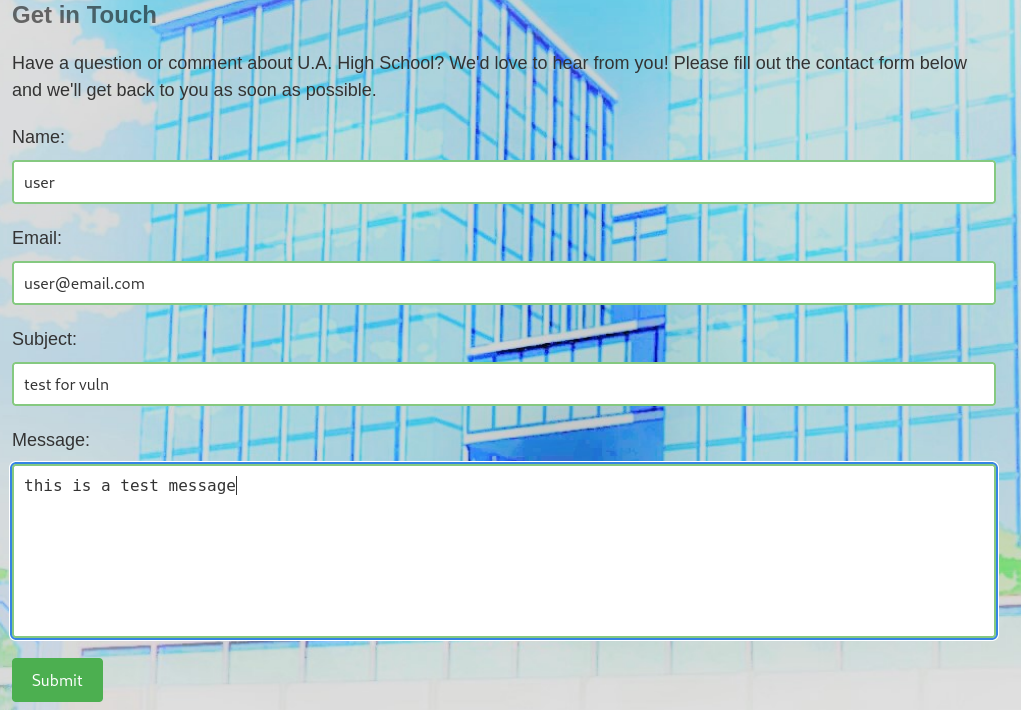 Get in Touch
Have a question or comment about U.A. High School? We'd love to hear from you! Please fill out the contact form below
and we'll get back to you as soon as possible.
Name:
user
Email:
user@email.com
Subject:
test for vuln
Message:
this is a test message
Submit